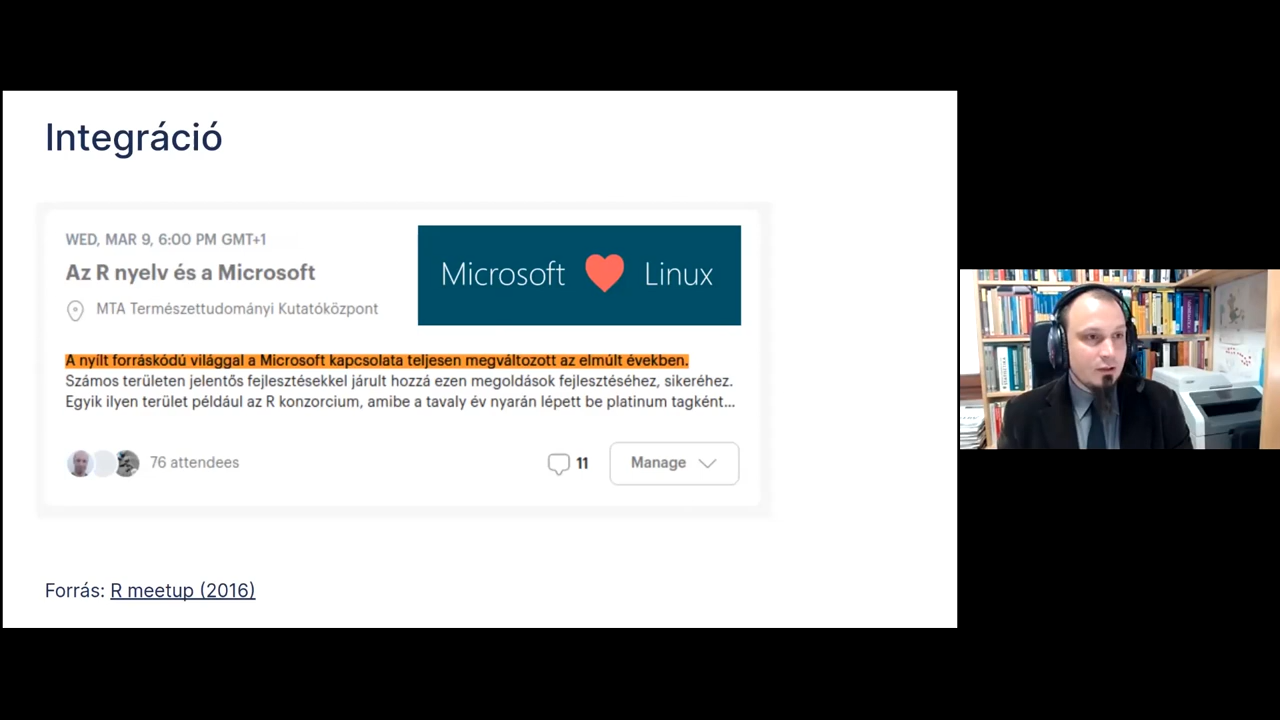 Integráció
WED, MAR 9, 6:00 PM GMT+1
Az R nyelv és a Microsoft
MTA Természettudományi Kutatóközpont
Microsoft Linux
A nyílt forráskódú világgal a Microsoft kapcsolata teljesen megváltozott az elmúlt években.
Számos területen jelentős fejlesztésekkel járult hozzá ezen megoldások fejlesztéséhez, sikeréhez.
Egyik ilyen terület például az R konzorcium, amibe a tavaly év nyarán lépett be platinum tagként...
76 attendees
11
Manage
Forrás: R meetup (2016)